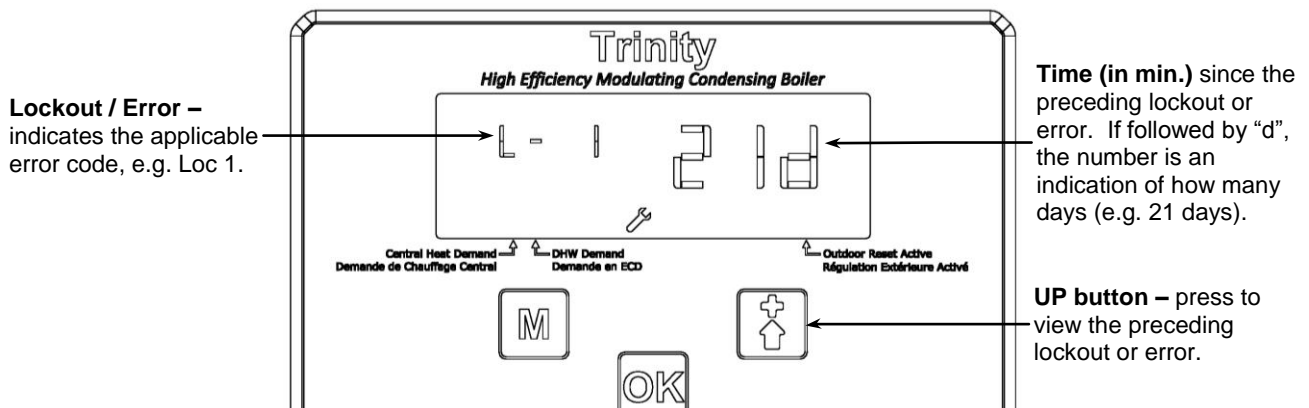 Trinity
High Efficiency Modulating Condensing Boiler
Lockout / Error –
indicates the applicable
error code, e.g. Loc 1.
L - 1 21d
Time (in min.) since the
preceding lockout or
error. If followed by “d”,
the number is an
indication of how many
days (e.g. 21 days).
Central Heat Demand
Demande de Chauffage Central
DHW Demand
Demande en ECD
Outdoor Reset Active
Régulation Extérieure Activé
M
UP button – press to
view the preceding
lockout or error.
OK